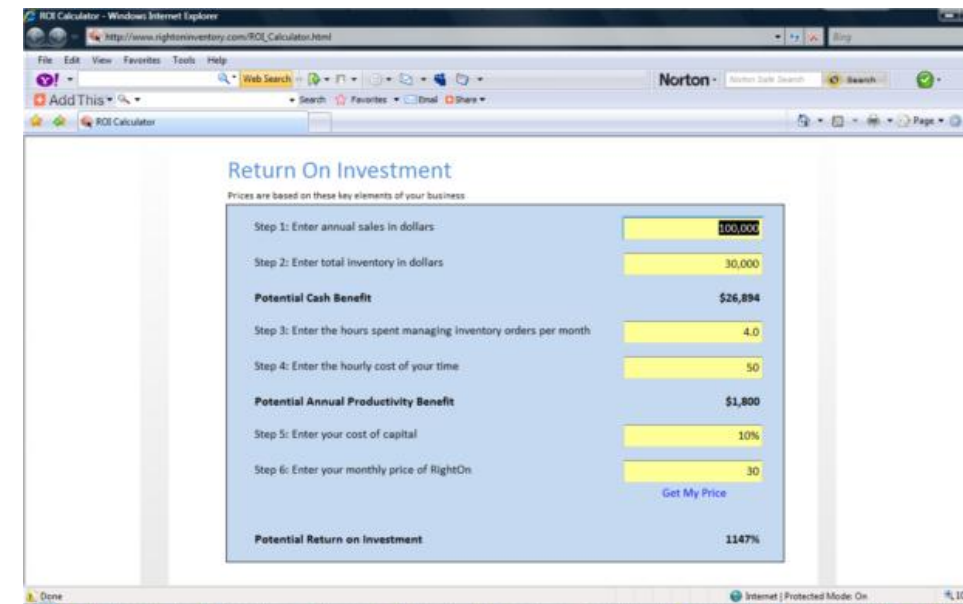 ROI Calculator - Windows Internet Explorer
http://www.rightoninventory.com/ROI_Calculator.html
Bing
File Edit View Favorites Tools Help
Y! Web Search Norton Norton Safe Search Search
AddThis Search Favorites Email Share
ROI Calculator Page
Return On Investment
Prices are based on these key elements of your business
Step 1: Enter annual sales in dollars 100,000
Step 2: Enter total inventory in dollars 30,000
Potential Cash Benefit $26,894
Step 3: Enter the hours spent managing inventory orders per month 4.0
Step 4: Enter the hourly cost of your time 50
Potential Annual Productivity Benefit $1,800
Step 5: Enter your cost of capital 10%
Step 6: Enter your monthly price of RightOn 30
Get My Price
Potential Return on Investment 1147%
Done Internet | Protected Mode: On